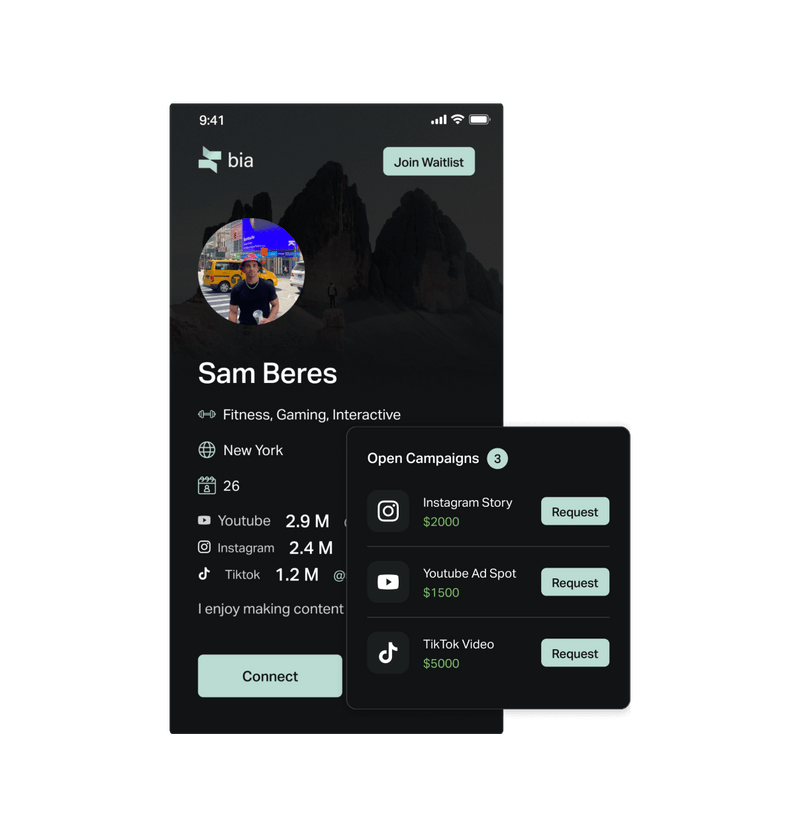 9:41
bia
Join Waitlist
Sam Beres
Fitness, Gaming, Interactive
New York
26
Youtube 2.9 M
Instagram 2.4 M
Tiktok 1.2 M @
I enjoy making content
Connect
Open Campaigns 3
Instagram Story
$2000
Request
Youtube Ad Spot
$1500
Request
TikTok Video
$5000
Request